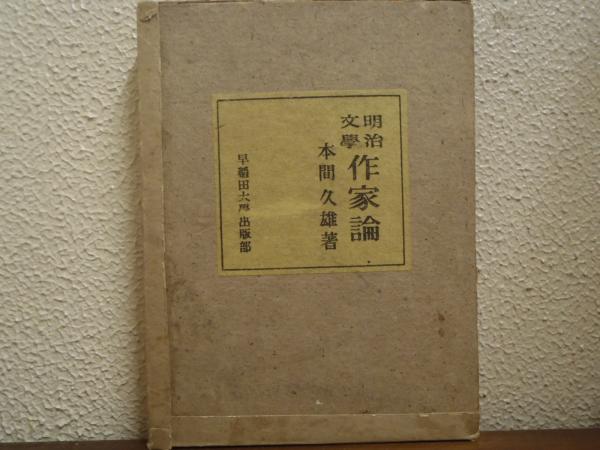 明治文學 作家論
本間久雄著
早稻田大學出版部